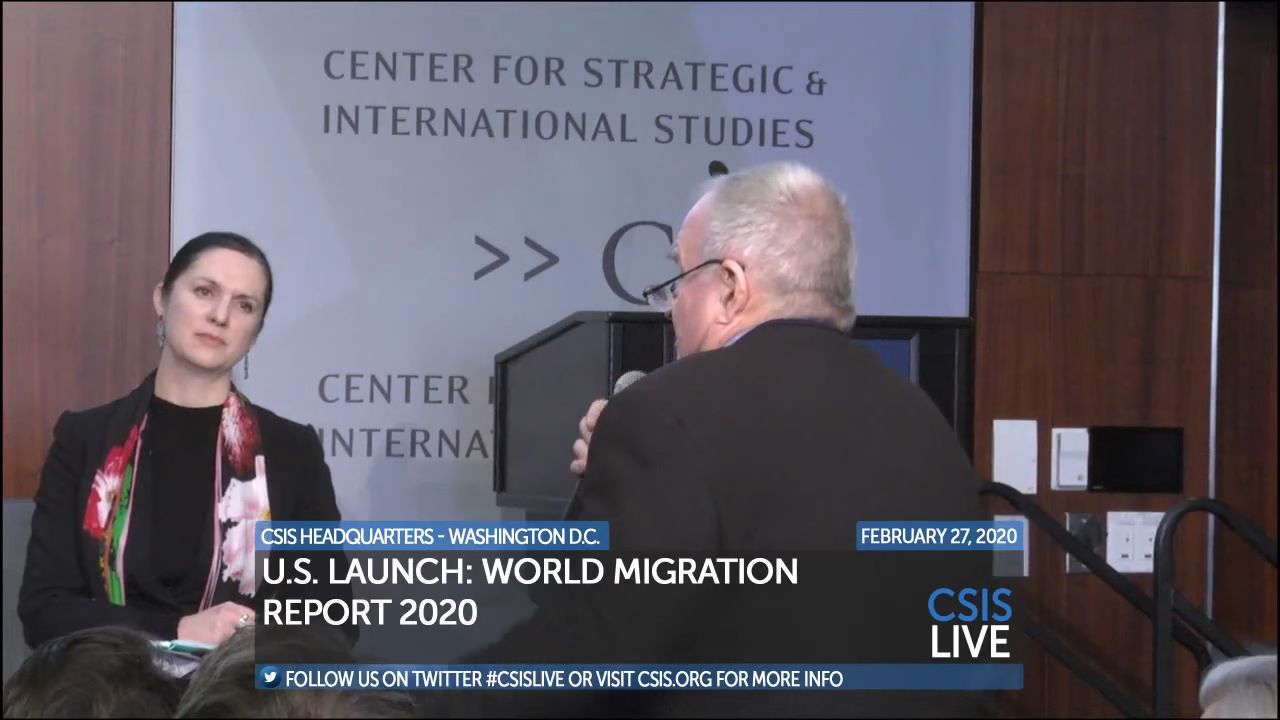 CENTER FOR STRATEGIC &
INTERNATIONAL STUDIES
>> C
CENTER
INTERNA
CSIS HEADQUARTERS - WASHINGTON D.C.
FEBRUARY 27, 2020
U.S. LAUNCH: WORLD MIGRATION
REPORT 2020
CSIS
LIVE
FOLLOW US ON TWITTER #CSISLIVE OR VISIT CSIS.ORG FOR MORE INFO